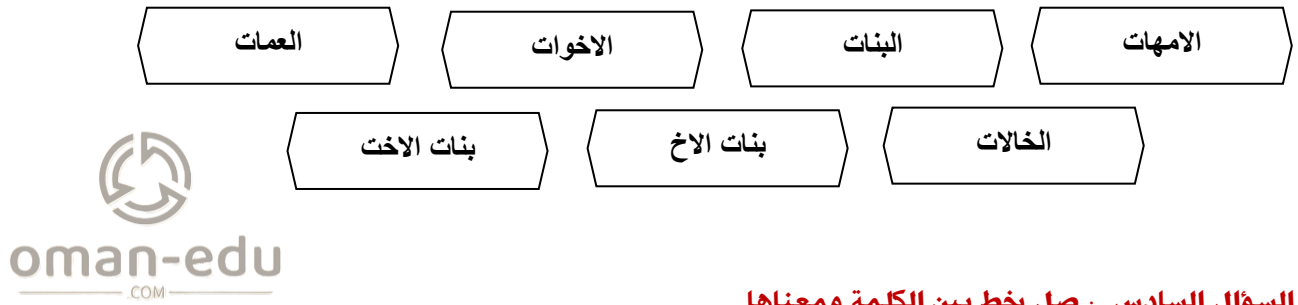 الامهات البنات الاخوات العمات
الخالات بنات الاخ بنات الاخت
oman-edu
.COM
السؤال السادس : صل بخط بين الكلمة ومعناها